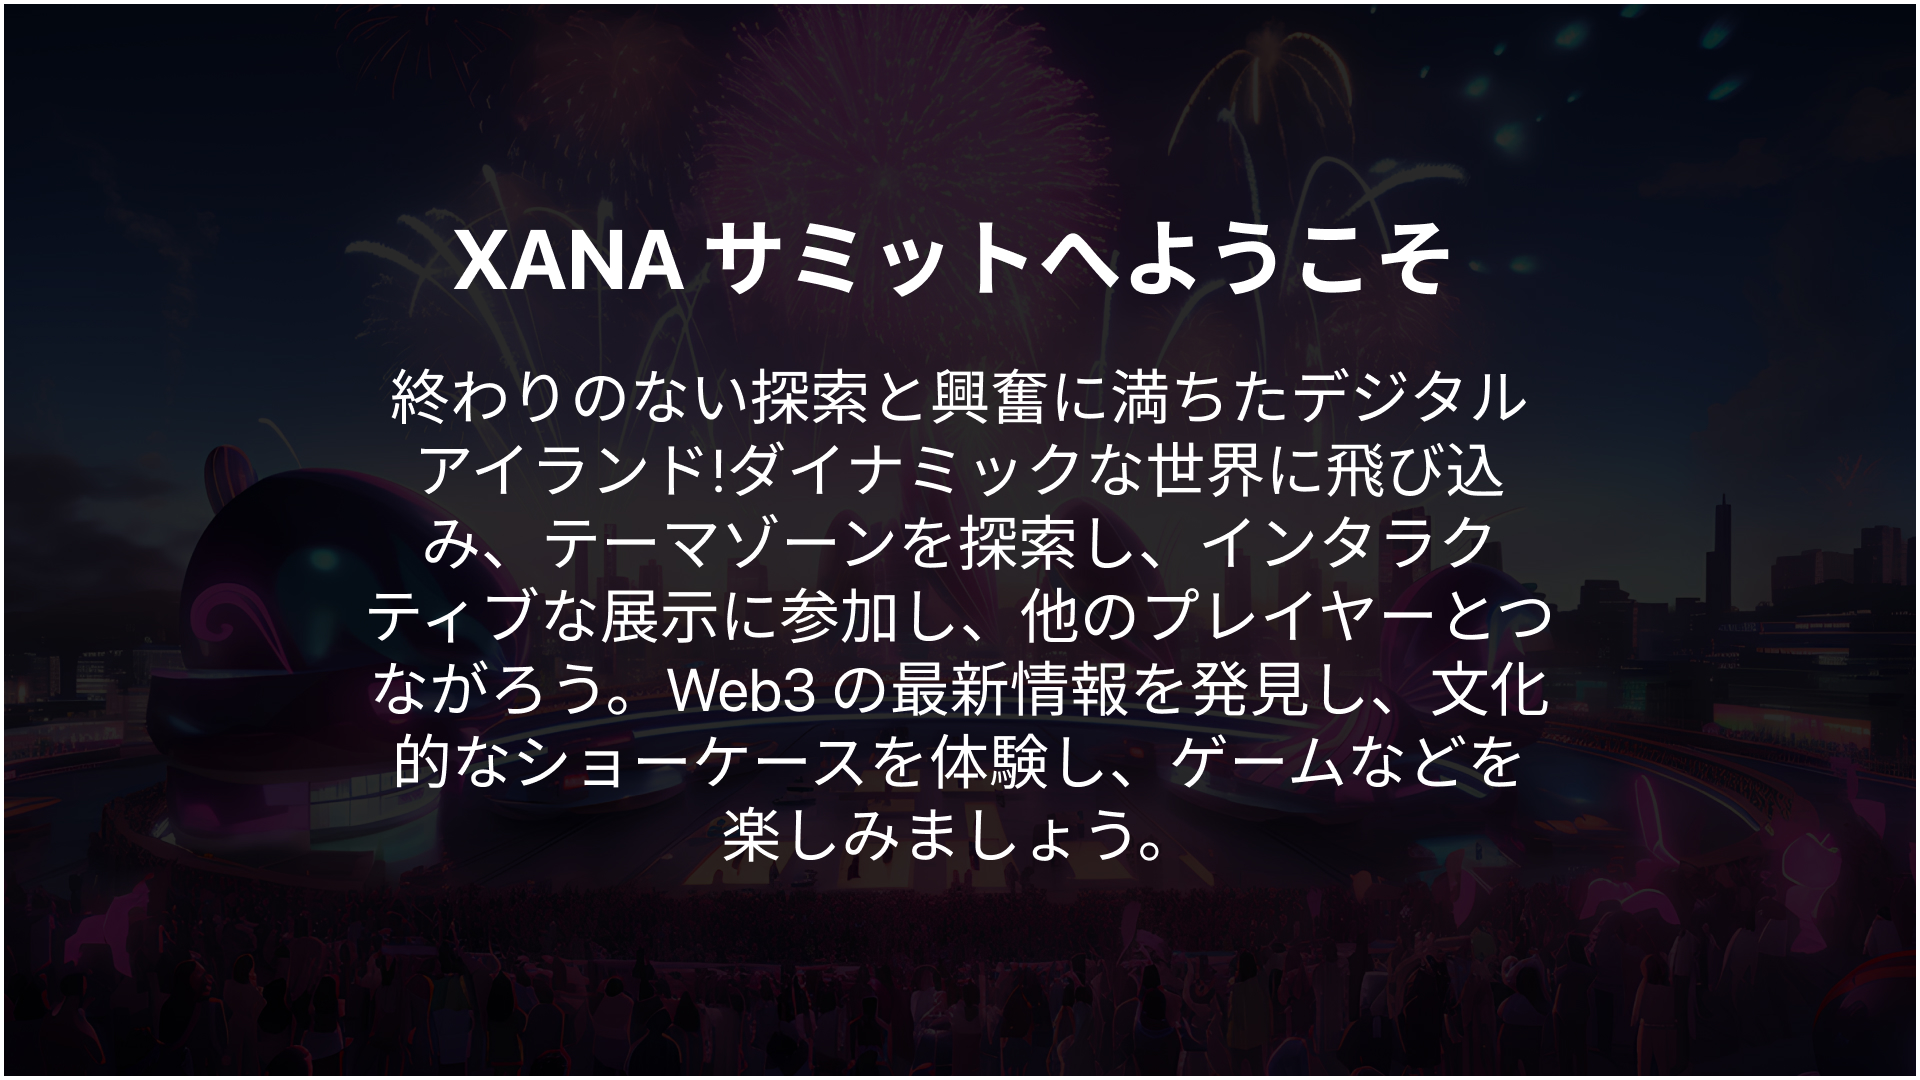 XANA サミットへようこそ
終わりのない探索と興奮に満ちたデジタル
アイランド!ダイナミックな世界に飛び込
み、テーマゾーンを探索し、インタラク
ティブな展示に参加し、他のプレイヤーとつ
ながろう。Web3 の最新情報を発見し、文化
的なショーケースを体験し、ゲームなどを
楽しみましょう。